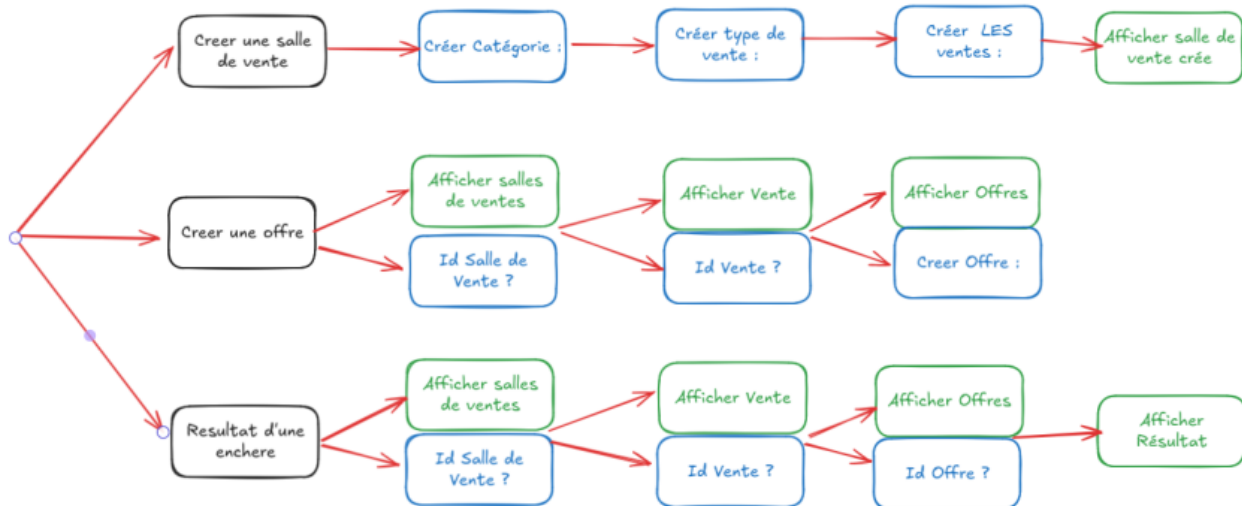 Creer une salle
de vente
Créer Catégorie :
Créer type de
vente :
Créer LES
ventes :
Afficher salle de
vente crée
Creer une offre
Afficher salles
de ventes
Id Salle de
Vente ?
Afficher Vente
Id Vente ?
Afficher Offres
Creer Offre :
Resultat d'une
enchere
Afficher salles
de ventes
Id Salle de
Vente ?
Afficher Vente
Id Vente ?
Afficher Offres
Id Offre ?
Afficher
Résultat